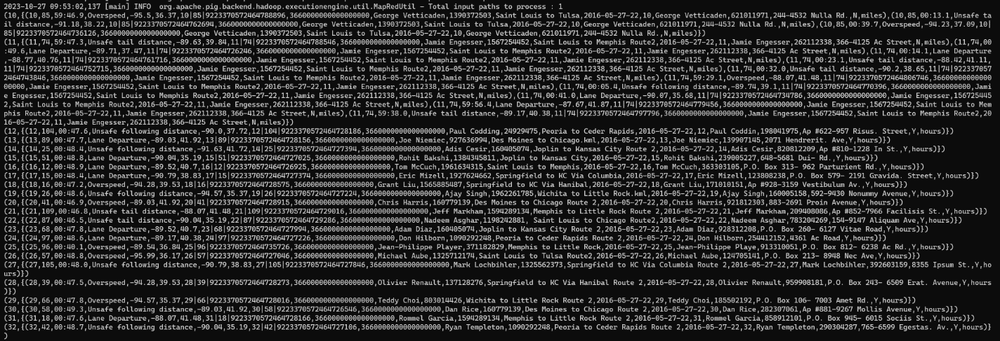 2023-10-27 09:53:02,137 [main] INFO  org.apache.pig.backend.hadoop.executionengine.util.MapRedUtil - Total input paths to process : 1
(10,{(10,85,59:46.9,Overspeed,-95.5,36.37,10|85|9223370572464788896,3660000000000000000,George Vetticaden,1390372503,Saint Louis to Tulsa,2016-05-27-22,10,George Vetticaden,621011971,244-4532 Nulla Rd.,N,miles),(10,85,00:13.1,Unsafe ta
il distance,-91.18,38.22,10|85|9223370572464762694,3660000000000000000,George Vetticaden,1390372503,Saint Louis to Tulsa,2016-05-27-22,10,George Vetticaden,621011971,244-4532 Nulla Rd.,N,miles),(10,85,00:39.7,Overspeed,-94.23,37.09,10|
85|9223370572464736126,3660000000000000000,George Vetticaden,1390372503,Saint Louis to Tulsa,2016-05-27-22,10,George Vetticaden,621011971,244-4532 Nulla Rd.,N,miles)})
(11,{(11,74,59:47.3,Unsafe tail distance,-89.63,39.84,11|74|9223370572464788546,3660000000000000000,Jamie Engesser,1567254452,Saint Louis to Memphis Route2,2016-05-27-22,11,Jamie Engesser,262112338,366-4125 Ac Street,N,miles),(11,74,00
:49.6,Lane Departure,-89.71,37.47,11|74|9223370572464726246,3660000000000000000,Jamie Engesser,1567254452,Saint Louis to Memphis Route2,2016-05-27-22,11,Jamie Engesser,262112338,366-4125 Ac Street,N,miles),(11,74,00:14.1,Lane Departure
,-88.77,40.76,11|74|9223370572464761716,3660000000000000000,Jamie Engesser,1567254452,Saint Louis to Memphis Route2,2016-05-27-22,11,Jamie Engesser,262112338,366-4125 Ac Street,N,miles),(11,74,00:23.1,Unsafe tail distance,-88.42,41.11,
11|74|9223370572464752715,3660000000000000000,Jamie Engesser,1567254452,Saint Louis to Memphis Route2,2016-05-27-22,11,Jamie Engesser,262112338,366-4125 Ac Street,N,miles),(11,74,00:32.0,Unsafe tail distance,-90.2,38.65,11|74|922337057
2464743846,3660000000000000000,Jamie Engesser,1567254452,Saint Louis to Memphis Route2,2016-05-27-22,11,Jamie Engesser,262112338,366-4125 Ac Street,N,miles),(11,74,59:29.1,Overspeed,-88.07,41.48,11|74|9223370572464806746,3660000000000
000000,Jamie Engesser,1567254452,Saint Louis to Memphis Route2,2016-05-27-22,11,Jamie Engesser,262112338,366-4125 Ac Street,N,miles),(11,74,00:05.4,Unsafe tail distance,-89.74,39.1,11|74|9223370572464770396,3660000000000000000,Jami
e Engesser,1567254452,Saint Louis to Memphis Route2,2016-05-27-22,11,Jamie Engesser,262112338,366-4125 Ac Street,N,miles),(11,74,00:41.0,Lane Departure,-90.07,35.68,11|74|9223370572464734786,3660000000000000000,Jamie Engesser,156725445
2,Saint Louis to Memphis Route2,2016-05-27-22,11,Jamie Engesser,262112338,366-4125 Ac Street,N,miles),(11,74,59:56.4,Lane Departure,-87.67,41.87,11|74|9223370572464779456,3660000000000000000,Jamie Engesser,1567254452,Saint Louis to Mem
phis Route2,2016-05-27-22,11,Jamie Engesser,262112338,366-4125 Ac Street,N,miles),(11,74,59:38.0,Unsafe tail distance,-89.17,40.38,11|74|9223370572464797796,3660000000000000000,Jamie Engesser,1567254452,Saint Louis to Memphis Route2,20
16-05-27-22,11,Jamie Engesser,262112338,366-4125 Ac Street,N,miles)})
(12,{(12,104,00:47.6,Unsafe following distance,-90.0,37.72,12|104|9223370572464728186,3660000000000000000,Paul Codding,24929475,Peoria to Ceder Rapids,2016-05-27-22,12,Paul Coddin,198041975,Ap #622-957 Risus. Street,Y,hours)})
(13,{(13,89,00:47.7,Lane Departure,-89.03,41.92,13|89|9223370572464728156,3660000000000000000,Joe Niemiec,927636994,Des Moines to Chicago.kml,2016-05-27-22,13,Joe Niemiec,139907145,2071 Hendrerit. Ave,Y,hours)})
(14,{(14,25,00:48.4,Unsafe following distance,-91.63,41.72,14|25|9223370572464727394,3660000000000000000,Adis Cesir,160405074,Joplin to Kansas City Route 2,2016-05-27-22,14,Adis Cesir,820812209,Ap #810-1228 In St.,Y,hours)})
(15,{(15,51,00:48.8,Lane Departure,-90.04,35.19,15|51|9223370572464727025,3660000000000000000,Rohit Bakshi,1384345811,Joplin to Kansas City,2016-05-27-22,15,Rohit Bakshi,239005227,648-5681 Dui- Rd.,Y,hours)})
(16,{(16,12,00:48.9,Lane Departure,-89.52,40.7,16|12|9223370572464726925,3660000000000000000,Tom McCuch,1961634315,Saint Louis to Memphis,2016-05-27-22,16,Tom McCuch,363303105,P.O. Box 313- 962 Parturient Rd.,Y,hours)})
(17,{(17,15,00:48.4,Lane Departure,-90.79,38.83,17|15|9223370572464727374,3660000000000000000,Eric Mizell,1927624662,Springfield to KC Via Columbia,2016-05-27-22,17,Eric Mizell,123808238,P.O. Box 579- 2191 Gravida. Street,Y,hours)})
(18,{(18,16,00:47.2,Overspeed,-94.28,39.53,18|16|9223370572464728575,3660000000000000000,Grant Liu,1565885487,Springfield to KC Via Hanibal,2016-05-27-22,18,Grant Liu,171010151,Ap #928-3159 Vestibulum Av.,Y,hours)})
(19,{(19,26,00:48.6,Unsafe tail distance,-94.57,35.37,19|26|9223370572464727224,3660000000000000000,Ajay Singh,1962261785,Wichita to Little Rock.kml,2016-05-27-22,19,Ajay Singh,160005158,592-9430 Nonummy Avenue,Y,hours)})
(20,{(20,41,00:46.9,Overspeed,-89.03,41.92,20|41|9223370572464728915,3660000000000000000,Chris Harris,160779139,Des Moines to Chicago Route 2,2016-05-27-22,20,Chris Harris,921812303,883-2691 Proin Avenue,Y,hours)})
(21,{(21,109,00:46.8,Unsafe tail distance,-88.07,41.48,21|109|9223370572464729016,3660000000000000000,Jeff Markham,1594289134,Memphis to Little Rock Route 2,2016-05-27-22,21,Jeff Markham,209408086,Ap #852-7966 Facilisis St.,Y,hours)})
(22,{(22,87,00:46.5,Unsafe tail distance,-90.04,35.19,22|87|9223370572464729286,3660000000000000000,Nadeem Asghar,1198242881, Saint Louis to Chicago Route2,2016-05-27-22,22,Nadeem Asghar,783204269,154-9147 Aliquam Ave,Y,hours)})
(23,{(23,68,00:47.8,Lane Departure,-89.52,40.7,23|68|9223370572464727994,3660000000000000000,Adam Diaz,160405074,Joplin to Kansas City Route 2,2016-05-27-22,23,Adam Diaz,928312208,P.O. Box 260- 6127 Vitae Road,Y,hours)})
(24,{(24,97,00:48.6,Lane Departure,-89.17,40.38,24|97|9223370572464727226,3660000000000000000,Don Hilborn,1090292248,Peoria to Ceder Rapids Route 2,2016-05-27-22,24,Don Hilborn,254412152,4361 Ac Road,Y,hours)})
(25,{(25,96,00:40.1,Overspeed,-89.54,36.84,25|96|9223370572464735726,3660000000000000000,Jean-Philippe Player,371182829,Memphis to Little Rock,2016-05-27-22,25,Jean-Philippe Playe,913310051,P.O. Box 812- 6238 Ac Rd.,Y,hours)})
(26,{(26,57,00:48.8,Overspeed,-95.99,36.17,26|57|9223370572464727046,3660000000000000000,Michael Aube,1325712174,Saint Louis to Tulsa Route2,2016-05-27-22,26,Michael Aube,124705141,P.O. Box 213- 8948 Nec Ave,Y,hours)})
(27,{(27,105,00:48.0,Unsafe following distance,-90.79,38.83,27|105|9223370572464727846,3660000000000000000,Mark Lochbihler,1325562373,Springfield to KC Via Columbia Route 2,2016-05-27-22,27,Mark Lochbihler,392603159,8355 Ipsum St.,Y,ho
urs)})
(28,{(28,39,00:47.5,Overspeed,-94.28,39.53,28|39|9223370572464728273,3660000000000000000,Olivier Renault,137128276,Springfield to KC Via Hanibal Route 2,2016-05-27-22,28,Olivier Renault,959908181,P.O. Box 243- 6509 Erat. Avenue,Y,hours
)})
(29,{(29,66,00:47.8,Overspeed,-94.57,35.37,29|66|9223370572464728016,3660000000000000000,Teddy Choi,803014426,Wichita to Little Rock Route 2,2016-05-27-22,29,Teddy Choi,185502192,P.O. Box 106- 7003 Amet Rd.,Y,hours)})
(30,{(30,58,00:49.3,Unsafe following distance,-89.03,41.92,30|58|9223370572464726546,3660000000000000000,Dan Rice,160779139,Des Moines to Chicago Route 2,2016-05-27-22,30,Dan Rice,282307061,Ap #881-9267 Mollis Avenue,Y,hours)})
(31,{(31,18,00:47.6,Lane Departure,-88.07,41.48,31|18|9223370572464728166,3660000000000000000,Rommel Garcia,1594289134,Memphis to Little Rock Route 2,2016-05-27-22,31,Rommel Garcia,858912101,P.O. Box 945- 6015 Sociis St.,Y,hours)})
(32,{(32,42,00:48.7,Unsafe following distance,-90.04,35.19,32|42|9223370572464727106,3660000000000000000,Ryan Templeton,1090292248,Peoria to Ceder Rapids Route 2,2016-05-27-22,32,Ryan Templeton,290304287,765-6599 Egestas. Av.,Y,hours)}
)